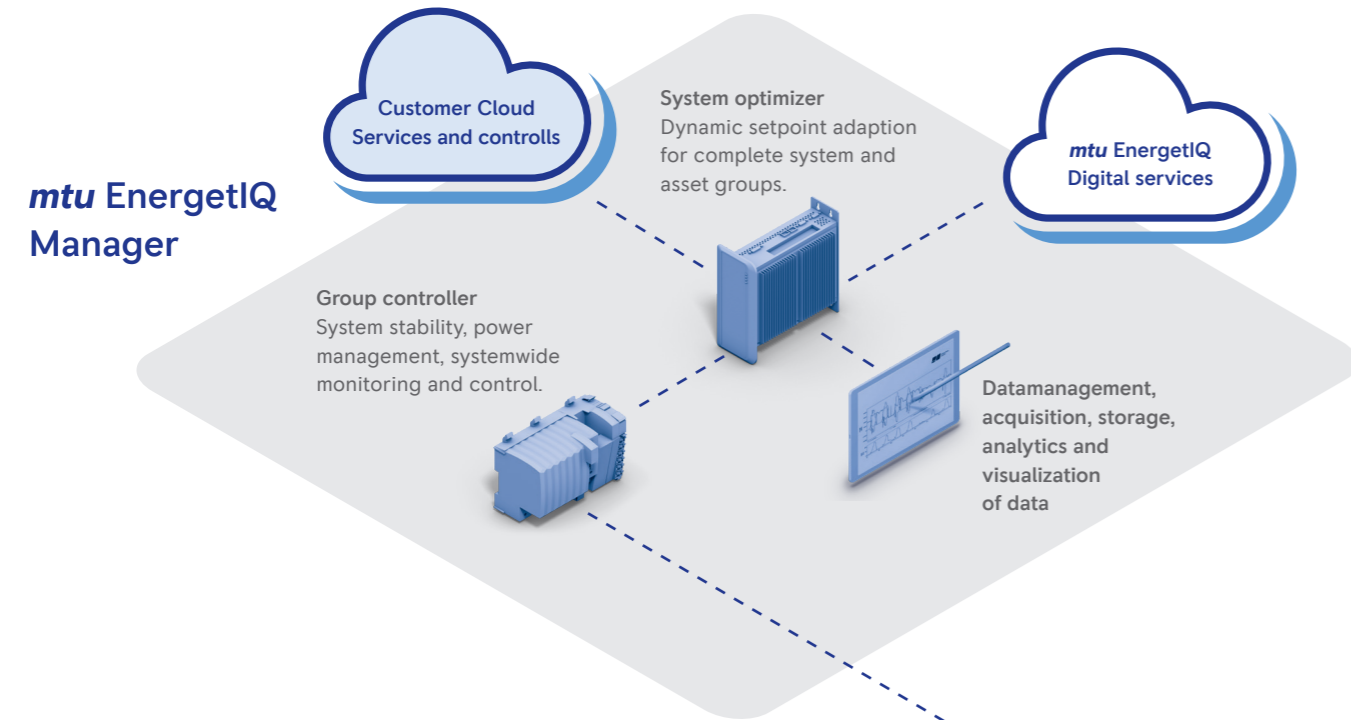 Customer Cloud
Services and controlls
System optimizer
Dynamic setpoint adaption
for complete system and
asset groups.
mtu EnergetIQ
Digital services
mtu EnergetIQ
Manager
Group controller
System stability, power
management, systemwide
monitoring and control.
Datamanagement,
acquisition, storage,
analytics and
visualization
of data